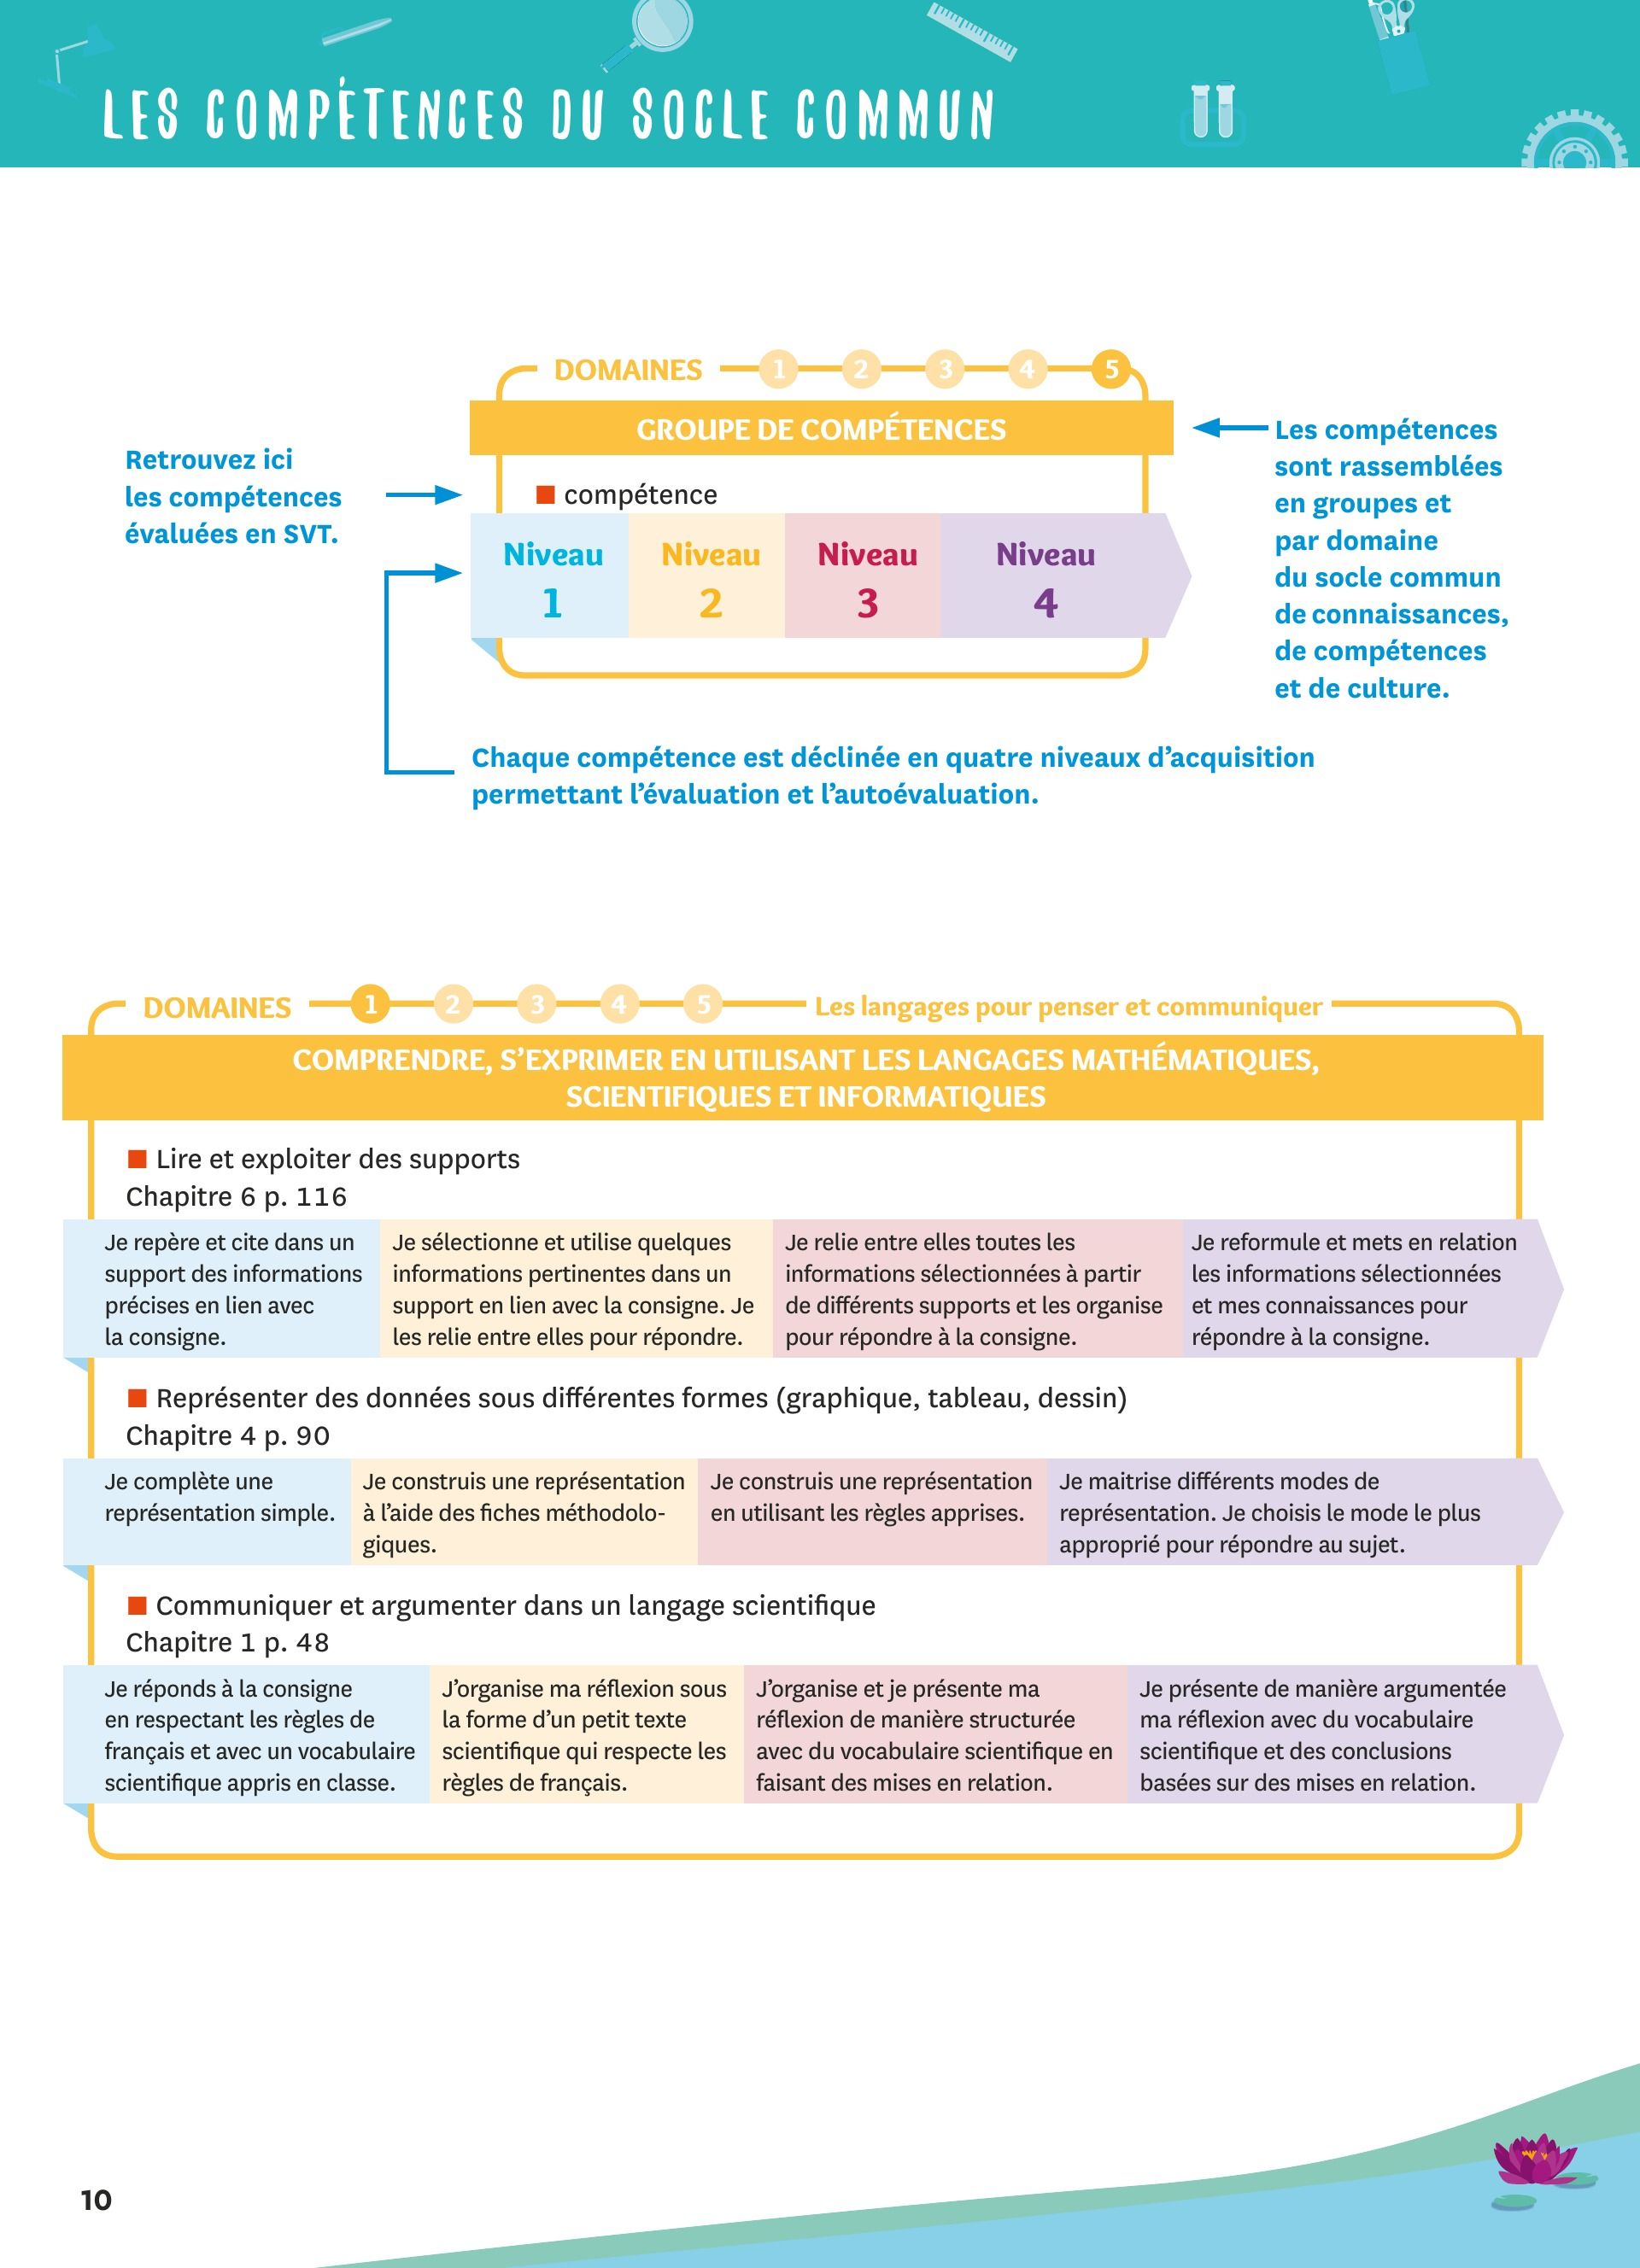 LES COMPÉTENCES DU SOCLE COMMUN
DOMAINES 1 2 3 4 5
GROUPE DE COMPÉTENCES
Retrouvez ici
les compétences
évaluées en SVT.
compétence
Niveau
1
Niveau
2
Niveau
3
Niveau
4
Les compétences
sont rassemblées
en groupes et
par domaine
du socle commun
de connaissances,
de compétences
et de culture.
Chaque compétence est déclinée en quatre niveaux d’acquisition
permettant l’évaluation et l’autoévaluation.
DOMAINES 1 2 3 4 5 Les langages pour penser et communiquer
COMPRENDRE, S’EXPRIMER EN UTILISANT LES LANGAGES MATHÉMATIQUES,
SCIENTIFIQUES ET INFORMATIQUES
Lire et exploiter des supports
Chapitre 6 p. 116
Je repère et cite dans un
support des informations
précises en lien avec
la consigne.
Je sélectionne et utilise quelques
informations pertinentes dans un
support en lien avec la consigne. Je
les relie entre elles pour répondre.
Je relie entre elles toutes les
informations sélectionnées à partir
de différents supports et les organise
pour répondre à la consigne.
Je reformule et mets en relation
les informations sélectionnées
et mes connaissances pour
répondre à la consigne.
Représenter des données sous différentes formes (graphique, tableau, dessin)
Chapitre 4 p. 90
Je complète une
représentation simple.
Je construis une représentation
à l’aide des fiches méthodolo-
giques.
Je construis une représentation
en utilisant les règles apprises.
Je maitrise différents modes de
représentation. Je choisis le mode le plus
approprié pour répondre au sujet.
Communiquer et argumenter dans un langage scientifique
Chapitre 1 p. 48
Je réponds à la consigne
en respectant les règles de
français et avec un vocabulaire
scientifique appris en classe.
J’organise ma réflexion sous
la forme d’un petit texte
scientifique qui respecte les
règles de français.
J’organise et je présente ma
réflexion de manière structurée
avec du vocabulaire scientifique en
faisant des mises en relation.
Je présente de manière argumentée
ma réflexion avec du vocabulaire
scientifique et des conclusions
basées sur des mises en relation.
10